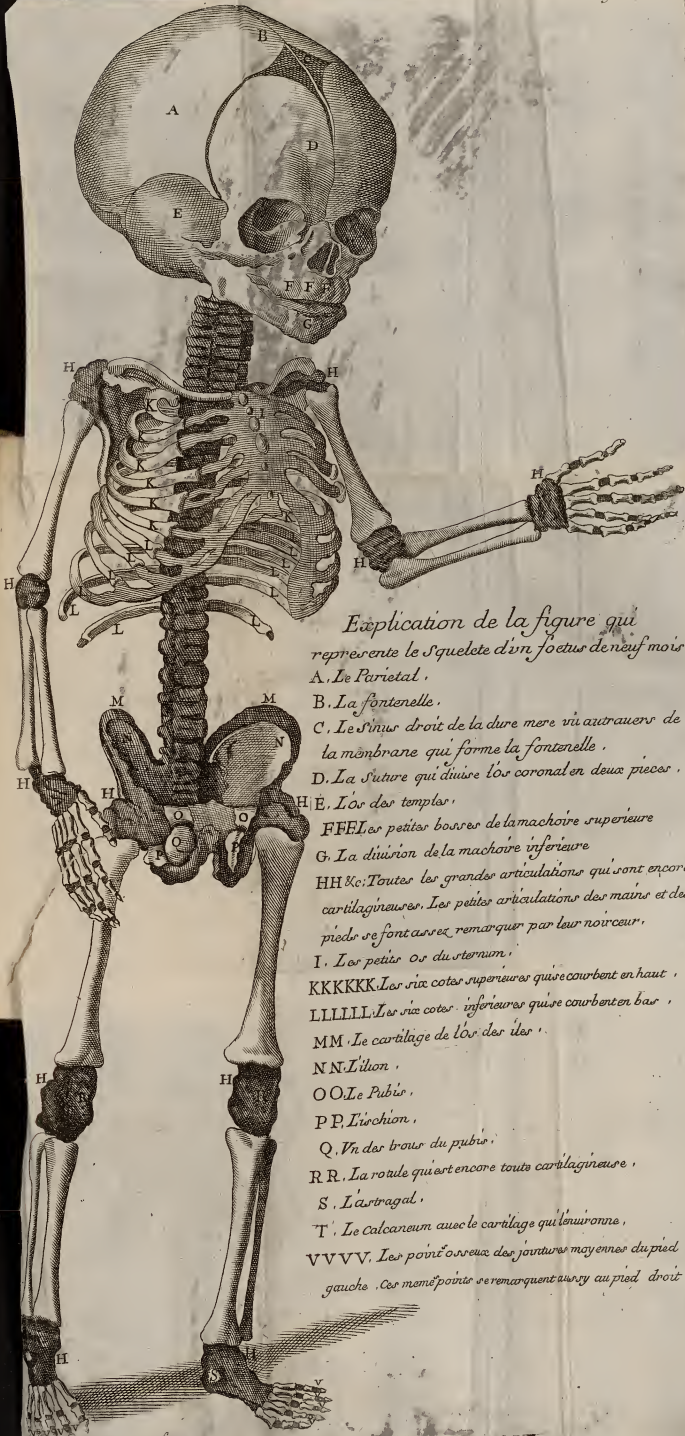 B
A
D
E
F F F
G
H H
K I
K
K
K
K
K K
L L
K L
L
L L L
H
H
H
Explication de la figure qui
represente le Squelete d'vn foetus de neuf mois
A. Le Parietal.
B. La fontenelle.
C. Le Sinus droit de la dure mere vû autrauers de
la membrane qui forme la fontenelle.
D. La Suture qui diuise l'os coronal en deux pieces.
E. L'os des temples.
FFF Les petites bosses de la machoire superieure
G. La diuision de la machoire inferieure
HH &c. Toutes les grandes articulations qui sont encor
cartilagineuses. Les petites articulations des mains et de
pieds se font assez remarquer par leur noirceur.
I. Les petits os du sternum.
KKKKKK. Les six cotes superieures qui se courbent en haut.
LLLLLL. Les six cotes inferieures qui se courbent en bas.
MM. Le cartilage de l'os des iles.
NN. L'ilion.
OO. Le Pubis.
PP. L'ischion.
Q. Vn des trous du pubis.
RR. La rotule qui est encore toute cartilagineuse.
S. L'astragal.
T. Le Calcaneum auec le cartilage qui l'enuironne.
VVVV. Les point osseux des jointures moyennes du pied
gauche. Ces meme points se remarquent aussy au pied droit
M M
N N
H H H
O O
O
P P
H H
R R
H H
S
V